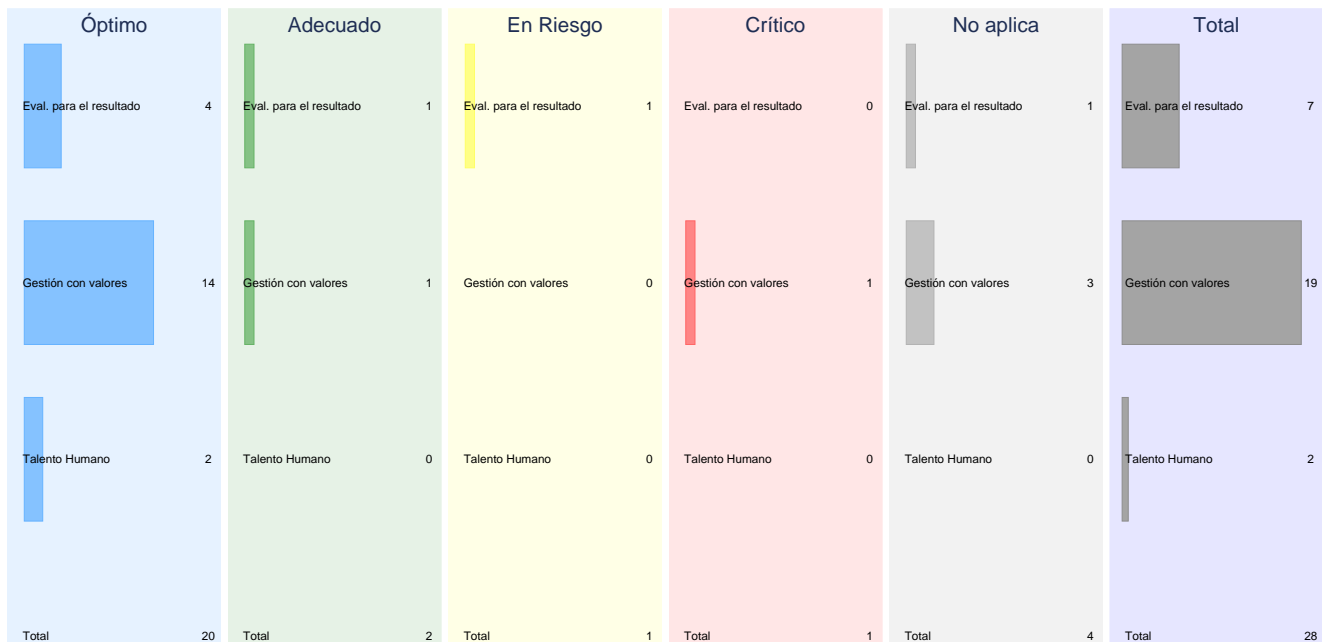 Óptimo Adecuado En Riesgo Crítico No aplica Total
Eval. para el resultado 4 Eval. para el resultado 1 Eval. para el resultado 1 Eval. para el resultado 0 Eval. para el resultado 1 Eval. para el resultado 7
Gestión con valores 14 Gestión con valores 1 Gestión con valores 0 Gestión con valores 1 Gestión con valores 3 Gestión con valores 19
Talento Humano 2 Talento Humano 0 Talento Humano 0 Talento Humano 0 Talento Humano 0 Talento Humano 2
Total 20 Total 2 Total 1 Total 1 Total 4 Total 28